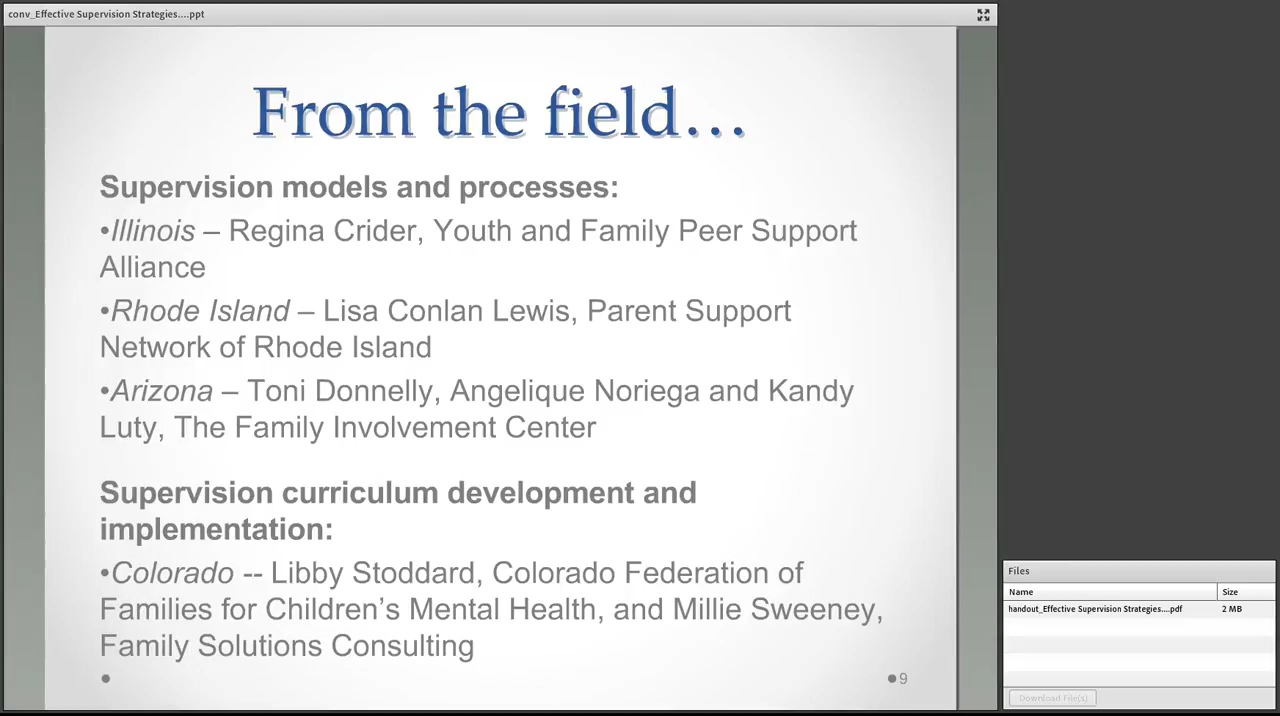 conv_Effective Supervision Strategies....ppt
From the field…
Supervision models and processes:
•Illinois – Regina Crider, Youth and Family Peer Support
Alliance
•Rhode Island – Lisa Conlan Lewis, Parent Support
Network of Rhode Island
•Arizona – Toni Donnelly, Angelique Noriega and Kandy
Luty, The Family Involvement Center
Supervision curriculum development and
implementation:
•Colorado -- Libby Stoddard, Colorado Federation of
Families for Children’s Mental Health, and Millie Sweeney,
Family Solutions Consulting
• •9
Files
Name Size
handout_Effective Supervision Strategies....pdf 2 MB
Download File(s)